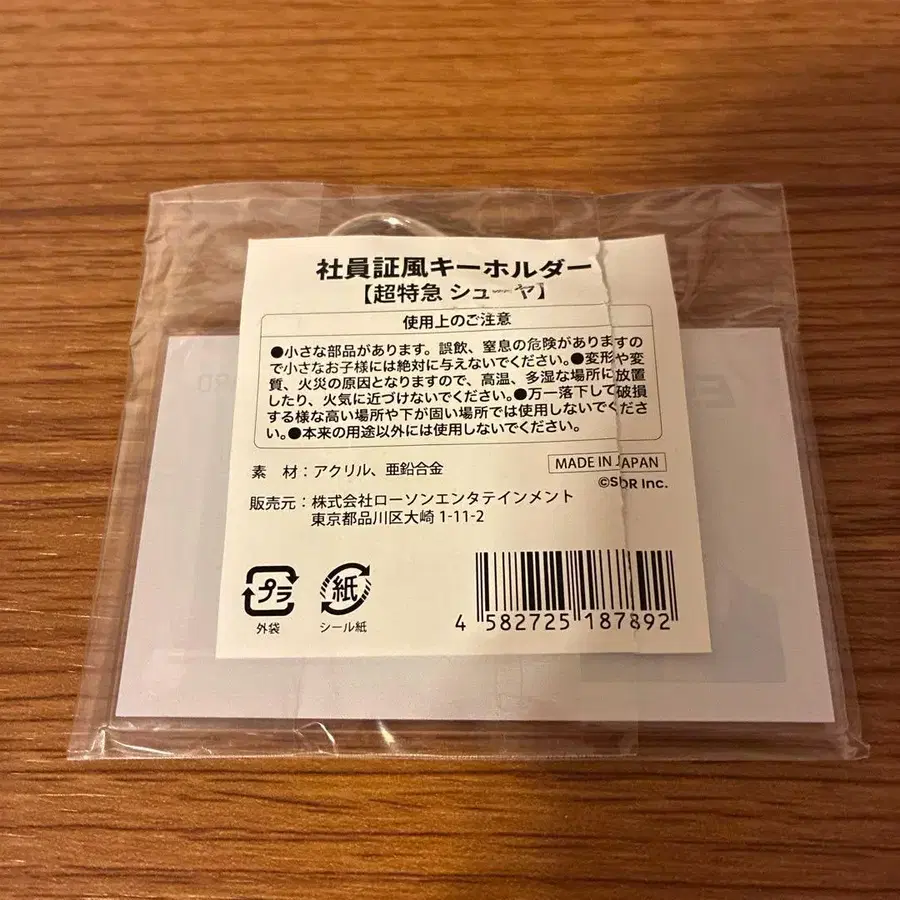 社員証風キーホルダー
【超特急 シューヤ】
使用上のご注意
●小さな部品があります。誤飲、窒息の危険がありますの
で小さなお子様には絶対に与えないでください。●変形や変
質、火災の原因となりますので、高温、多湿な場所に放置
したり、火気に近づけないでください。●万一落下して破損
する様な高い場所や下が固い場所では使用しないでくださ
い。●本来の用途以外には使用しないでください。
素 材：アクリル、亜鉛合金
MADE IN JAPAN
©SDR Inc.
販売元：株式会社ローソンエンタテインメント
東京都品川区大崎 1-11-2
プラ
外袋
紙
シール紙
4 582725 187892